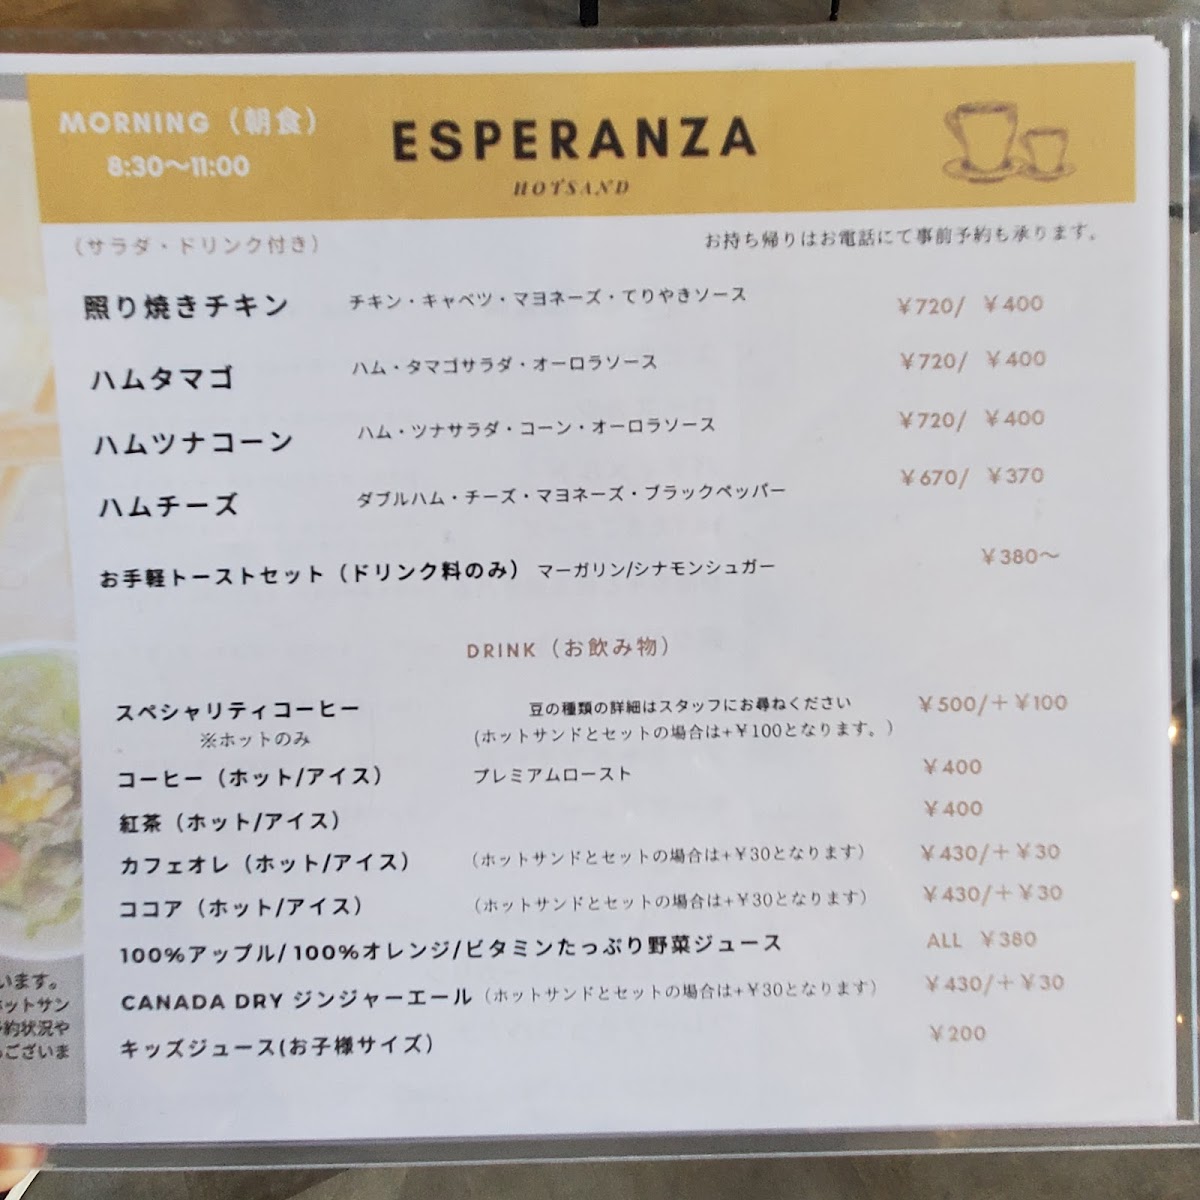 MORNING（朝食）
8:30〜11:00
ESPERANZA
HOTSAND
（サラダ・ドリンク付き）
お持ち帰りはお電話にて事前予約も承ります。
照り焼きチキン チキン・キャベツ・マヨネーズ・てりやきソース ￥720/ ￥400
ハムタマゴ ハム・タマゴサラダ・オーロラソース ￥720/ ￥400
ハムツナコーン ハム・ツナサラダ・コーン・オーロラソース ￥720/ ￥400
ハムチーズ ダブルハム・チーズ・マヨネーズ・ブラックペッパー ￥670/ ￥370
お手軽トーストセット（ドリンク料のみ） マーガリン/シナモンシュガー ￥380〜
DRINK（お飲み物）
スペシャリティコーヒー 豆の種類の詳細はスタッフにお尋ねください ￥500/＋￥100
※ホットのみ (ホットサンドとセットの場合は+￥100となります。）
コーヒー（ホット/アイス） プレミアムロースト ￥400
紅茶（ホット/アイス） ￥400
カフェオレ（ホット/アイス） （ホットサンドとセットの場合は+￥30となります） ￥430/＋￥30
ココア（ホット/アイス） （ホットサンドとセットの場合は+￥30となります） ￥430/＋￥30
100%アップル/100%オレンジ/ビタミンたっぷり野菜ジュース ALL ￥380
CANADA DRY ジンジャーエール（ホットサンドとセットの場合は+￥30となります） ￥430/＋￥30
キッズジュース(お子様サイズ） ￥200
います。
ホットサン
予約状況や
ございま